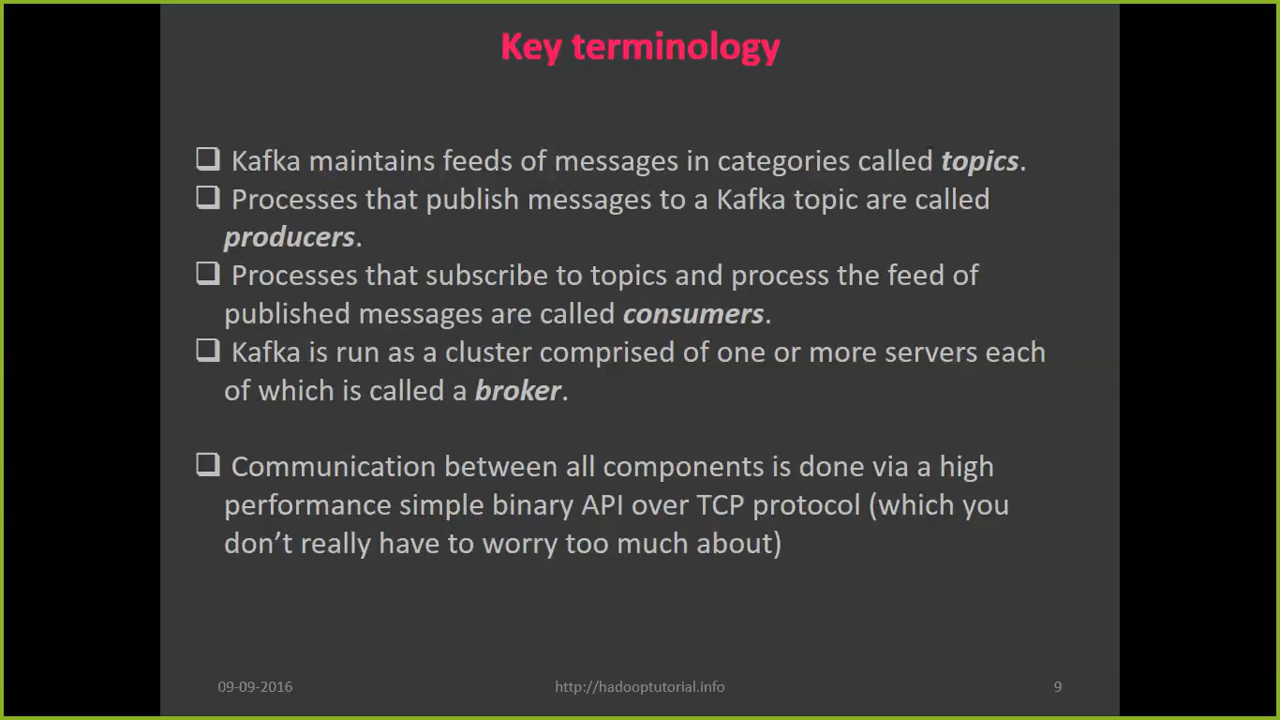 Key terminology
Kafka maintains feeds of messages in categories called topics.
Processes that publish messages to a Kafka topic are called
producers.
Processes that subscribe to topics and process the feed of
published messages are called consumers.
Kafka is run as a cluster comprised of one or more servers each
of which is called a broker.
Communication between all components is done via a high
performance simple binary API over TCP protocol (which you
don’t really have to worry too much about)
09-09-2016
http://hadooptutorial.info
9